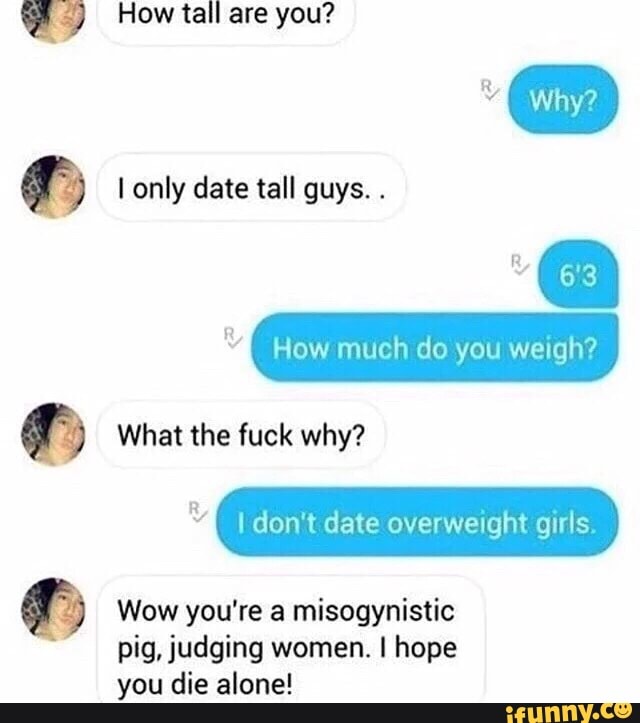 How tall are you?
R
Why?
I only date tall guys. .
R
6'3
R
How much do you weigh?
What the fuck why?
R
I don't date overweight girls.
Wow you're a misogynistic
pig, judging women. I hope
you die alone!
ifunny.co